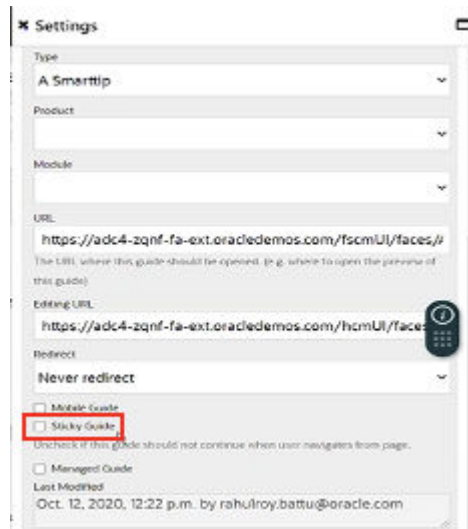 ✖ Settings
Type
A Smarttip
Product
Module
URL
https://adc4-zqnf-fa-ext.oracledemos.com/fscmUI/faces/A
The URL where this guide should be opened. (e.g. where to open the preview of
this guide)
Editing URL
https://adc4-zqnf-fa-ext.oracledemos.com/hcmUI/faces
Redirect
Never redirect
Mobile Guide
Sticky Guide
Uncheck if this guide should not continue when user navigates from page.
Managed Guide
Last Modified
Oct. 12, 2020, 12:22 p.m. by rahulroy.battu@oracle.com